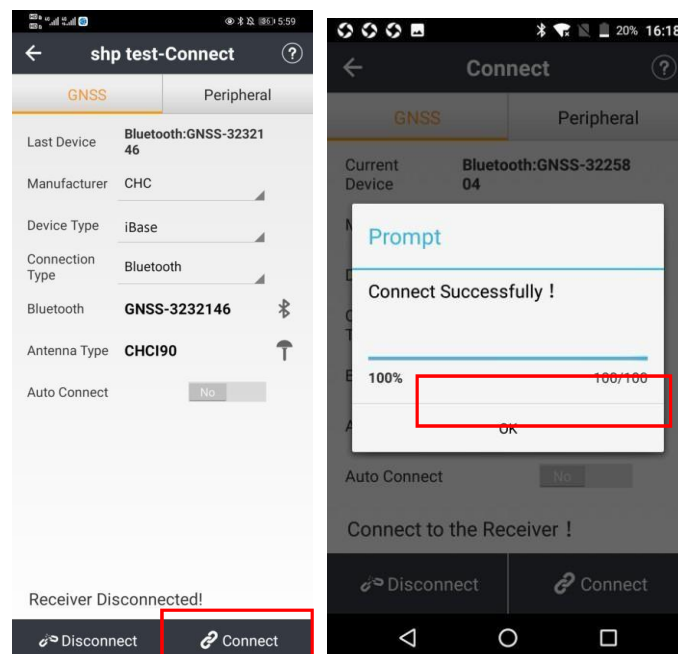 5:59
shp test-Connect
?
GNSS
Peripheral
Last Device
Bluetooth:GNSS-32321
46
Manufacturer
CHC
Device Type
iBase
Connection
Type
Bluetooth
Bluetooth
GNSS-3232146
Antenna Type
CHCI90
Auto Connect
No
Receiver Disconnected!
Disconnect
Connect
20% 16:18
Connect
?
GNSS
Peripheral
Current
Device
Bluetooth:GNSS-32258
04
Prompt
Connect Successfully！
100%
100/100
OK
Auto Connect
No
Connect to the Receiver！
Disconnect
Connect